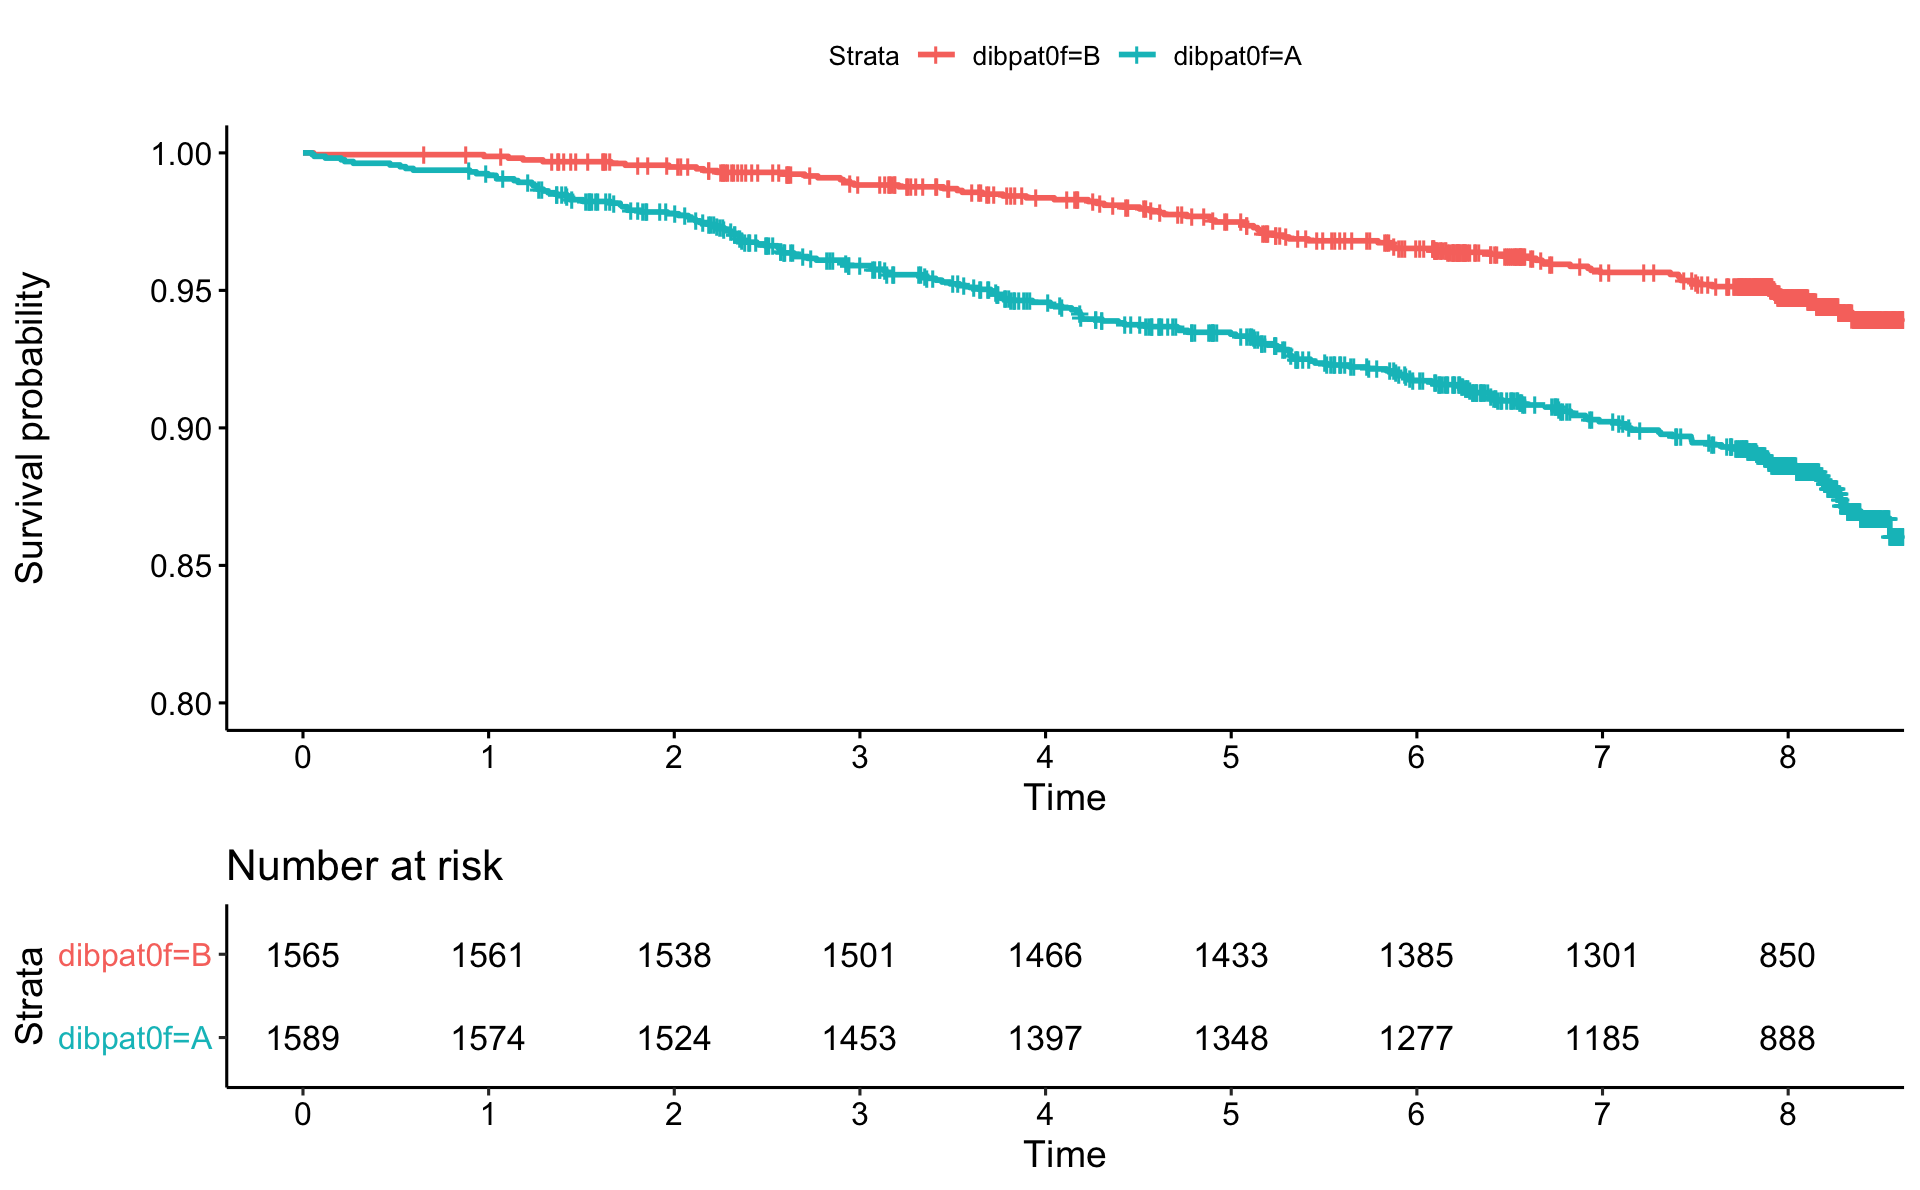 Strata dibpat0f=B dibpat0f=A
Survival probability
1.00
0.95
0.90
0.85
0.80
0 1 2 3 4 5 6 7 8
Time
Number at risk
Strata
dibpat0f=B 1565 1561 1538 1501 1466 1433 1385 1301 850
dibpat0f=A 1589 1574 1524 1453 1397 1348 1277 1185 888
0 1 2 3 4 5 6 7 8
Time